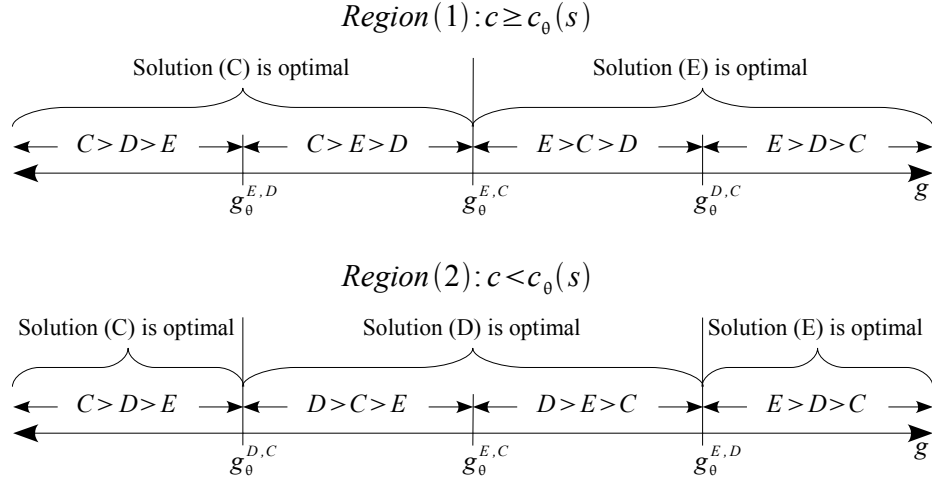 Region(1): c ≥ c_θ(s)
Solution (C) is optimal Solution (E) is optimal
C > D > E C > E > D E > C > D E > D > C
g_θ^{E,D} g_θ^{E,C} g_θ^{D,C} g
Region(2): c < c_θ(s)
Solution (C) is optimal Solution (D) is optimal Solution (E) is optimal
C > D > E D > C > E D > E > C E > D > C
g_θ^{D,C} g_θ^{E,C} g_θ^{E,D} g